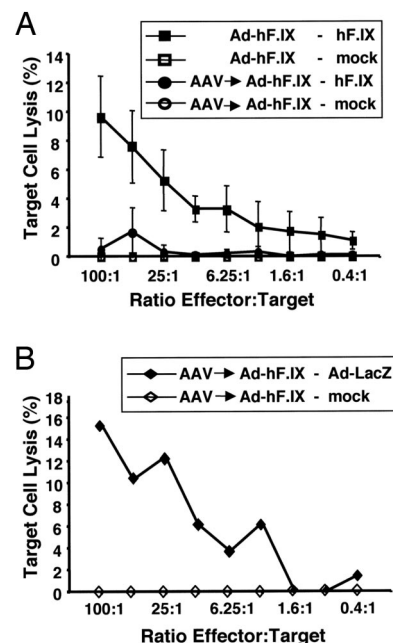 A
Ad-hF.IX - hF.IX
Ad-hF.IX - mock
AAV → Ad-hF.IX - hF.IX
AAV → Ad-hF.IX - mock
Target Cell Lysis (%)
14
12
10
8
6
4
2
0
100:1 25:1 6.25:1 1.6:1 0.4:1
Ratio Effector:Target
B
AAV → Ad-hF.IX - Ad-LacZ
AAV → Ad-hF.IX - mock
Target Cell Lysis (%)
18
16
14
12
10
8
6
4
2
0
100:1 25:1 6.25:1 1.6:1 0.4:1
Ratio Effector:Target